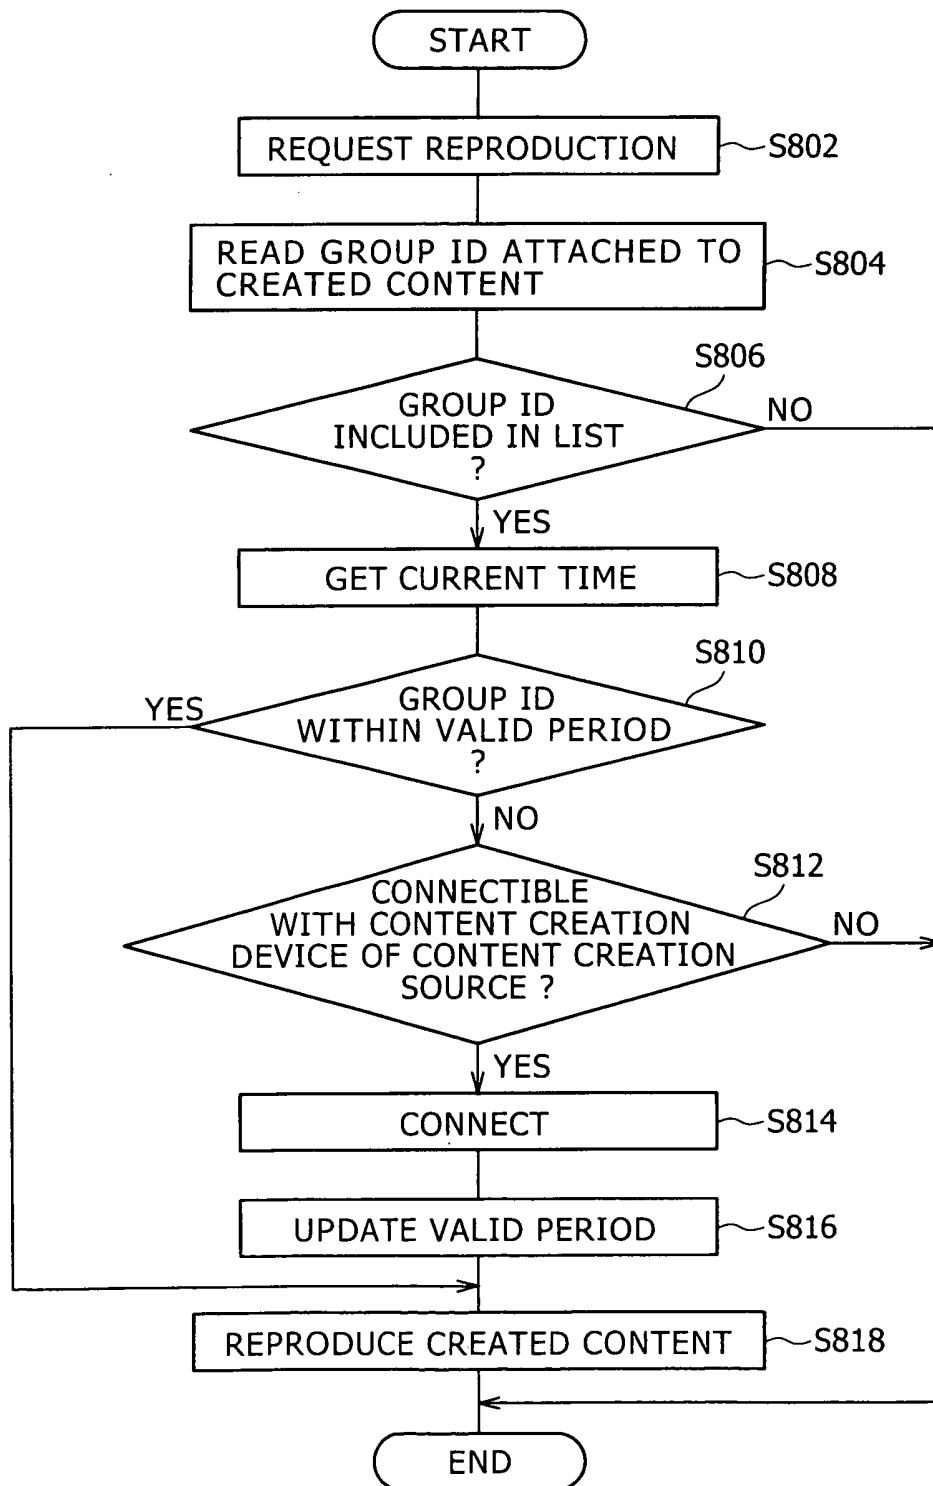 START
REQUEST REPRODUCTION
S802
READ GROUP ID ATTACHED TO
CREATED CONTENT
S804
S806
GROUP ID
INCLUDED IN LIST
?
NO
YES
GET CURRENT TIME
S808
S810
YES
GROUP ID
WITHIN VALID PERIOD
?
NO
S812
CONNECTIBLE
WITH CONTENT CREATION
DEVICE OF CONTENT CREATION
SOURCE ?
NO
YES
CONNECT
S814
UPDATE VALID PERIOD
S816
REPRODUCE CREATED CONTENT
S818
END